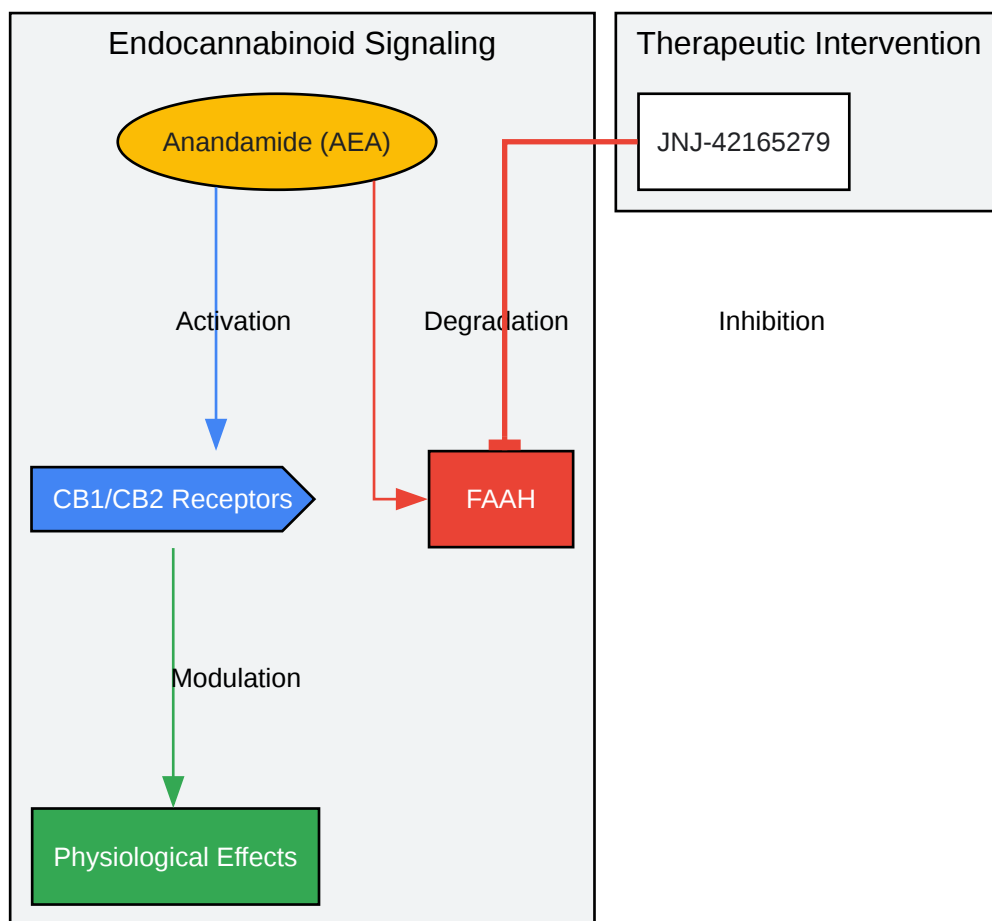 Endocannabinoid Signaling
Therapeutic Intervention
Anandamide (AEA)
JNJ-42165279
Activation
Degradation
Inhibition
CB1/CB2 Receptors
FAAH
Modulation
Physiological Effects